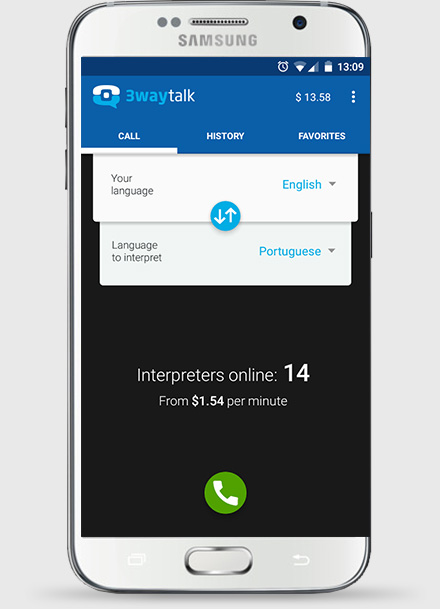 SAMSUNG
13:09
3waytalk
$ 13.58
CALL HISTORY FAVORITES
Your
language
English
Language
to interpret
Portuguese
Interpreters online: 14
From $1.54 per minute